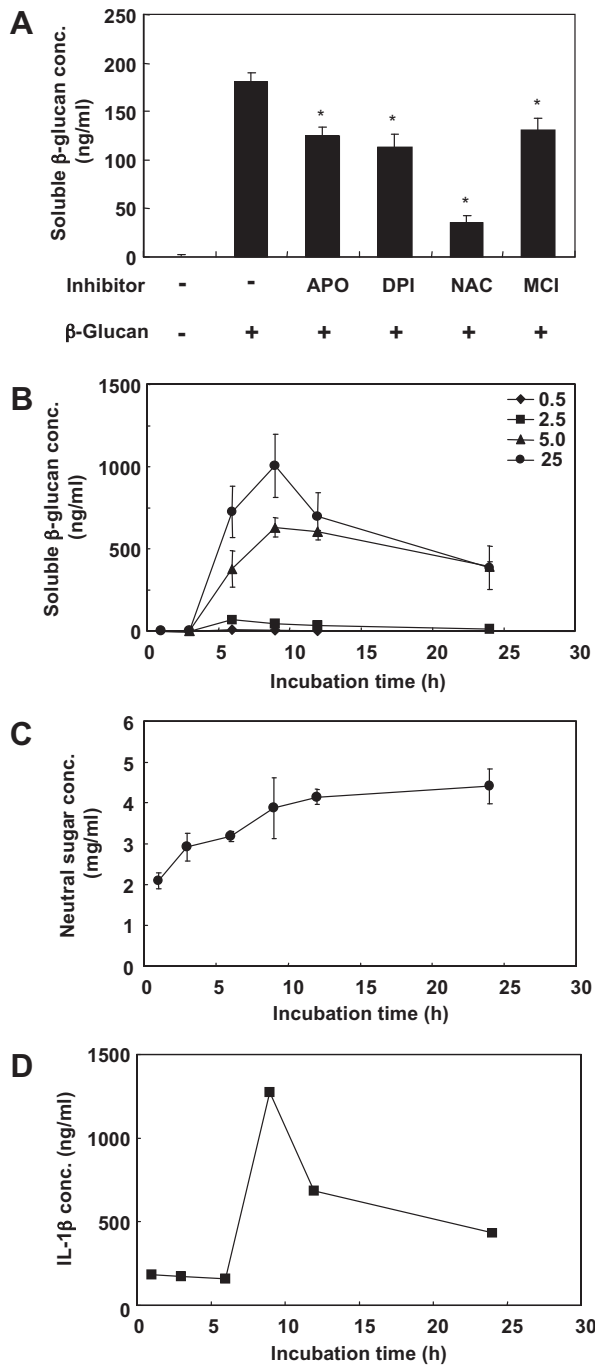 A
Soluble β-glucan conc.
(ng/ml)
250
200
150
100
50
0
* * * *
Inhibitor - - APO DPI NAC MCI
β-Glucan - + + + + +
B
Soluble β-glucan conc.
(ng/ml)
1500
1000
500
0
0.5
2.5
5.0
25
0 5 10 15 20 25 30
Incubation time (h)
C
Neutral sugar conc.
(mg/ml)
6
5
4
3
2
1
0
0 5 10 15 20 25 30
Incubation time (h)
D
IL-1β conc. (ng/ml)
1500
1000
500
0
0 5 10 15 20 25 30
Incubation time (h)